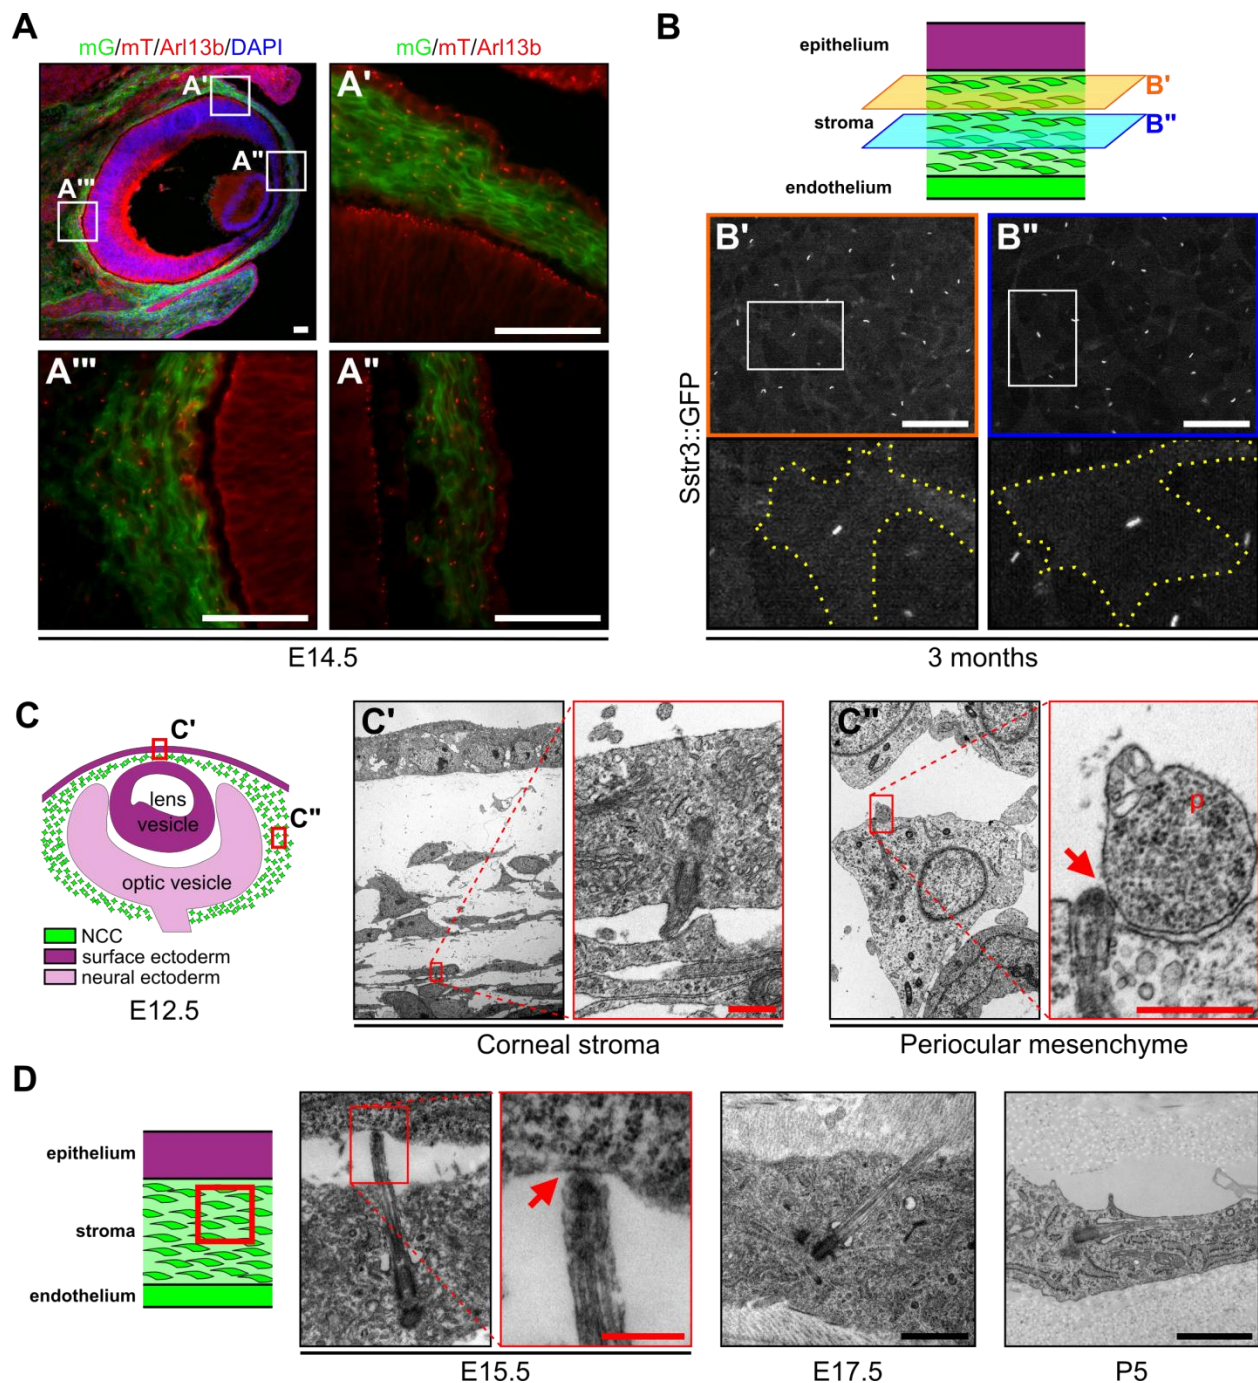 A
mG/mT/Arl13b/DAPI
mG/mT/Arl13b
A'
A"
A'''
A'
A'''
A"
E14.5
B
epithelium
stroma
endothelium
B'
B"
B'
B"
Sstr3::GFP
3 months
C
C'
C"
lens
vesicle
optic vesicle
NCC
surface ectoderm
neural ectoderm
E12.5
C'
Corneal stroma
C"
p
Periocular mesenchyme
D
epithelium
stroma
endothelium
E15.5
E17.5
P5